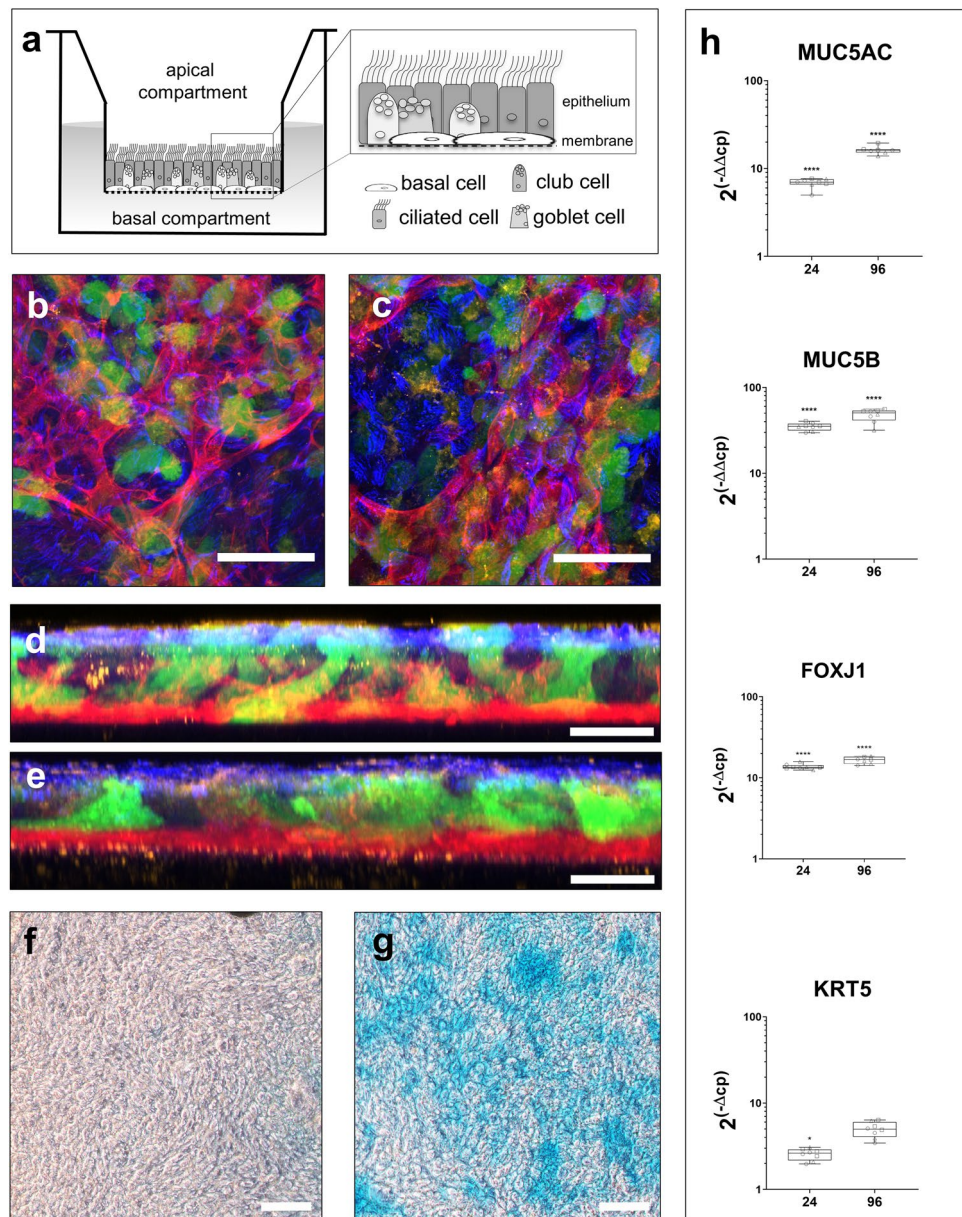 a
apical
compartment
basal compartment
epithelium
membrane
basal cell
club cell
ciliated cell
goblet cell
b
c
d
e
f
g
h
MUC5AC
2(-ΔΔcp)
100
10
1
****
****
24
96
MUC5B
2(-ΔΔcp)
100
10
1
****
****
24
96
FOXJ1
2(-Δcp)
100
10
1
****
****
24
96
KRT5
2(-Δcp)
100
10
1
*
24
96